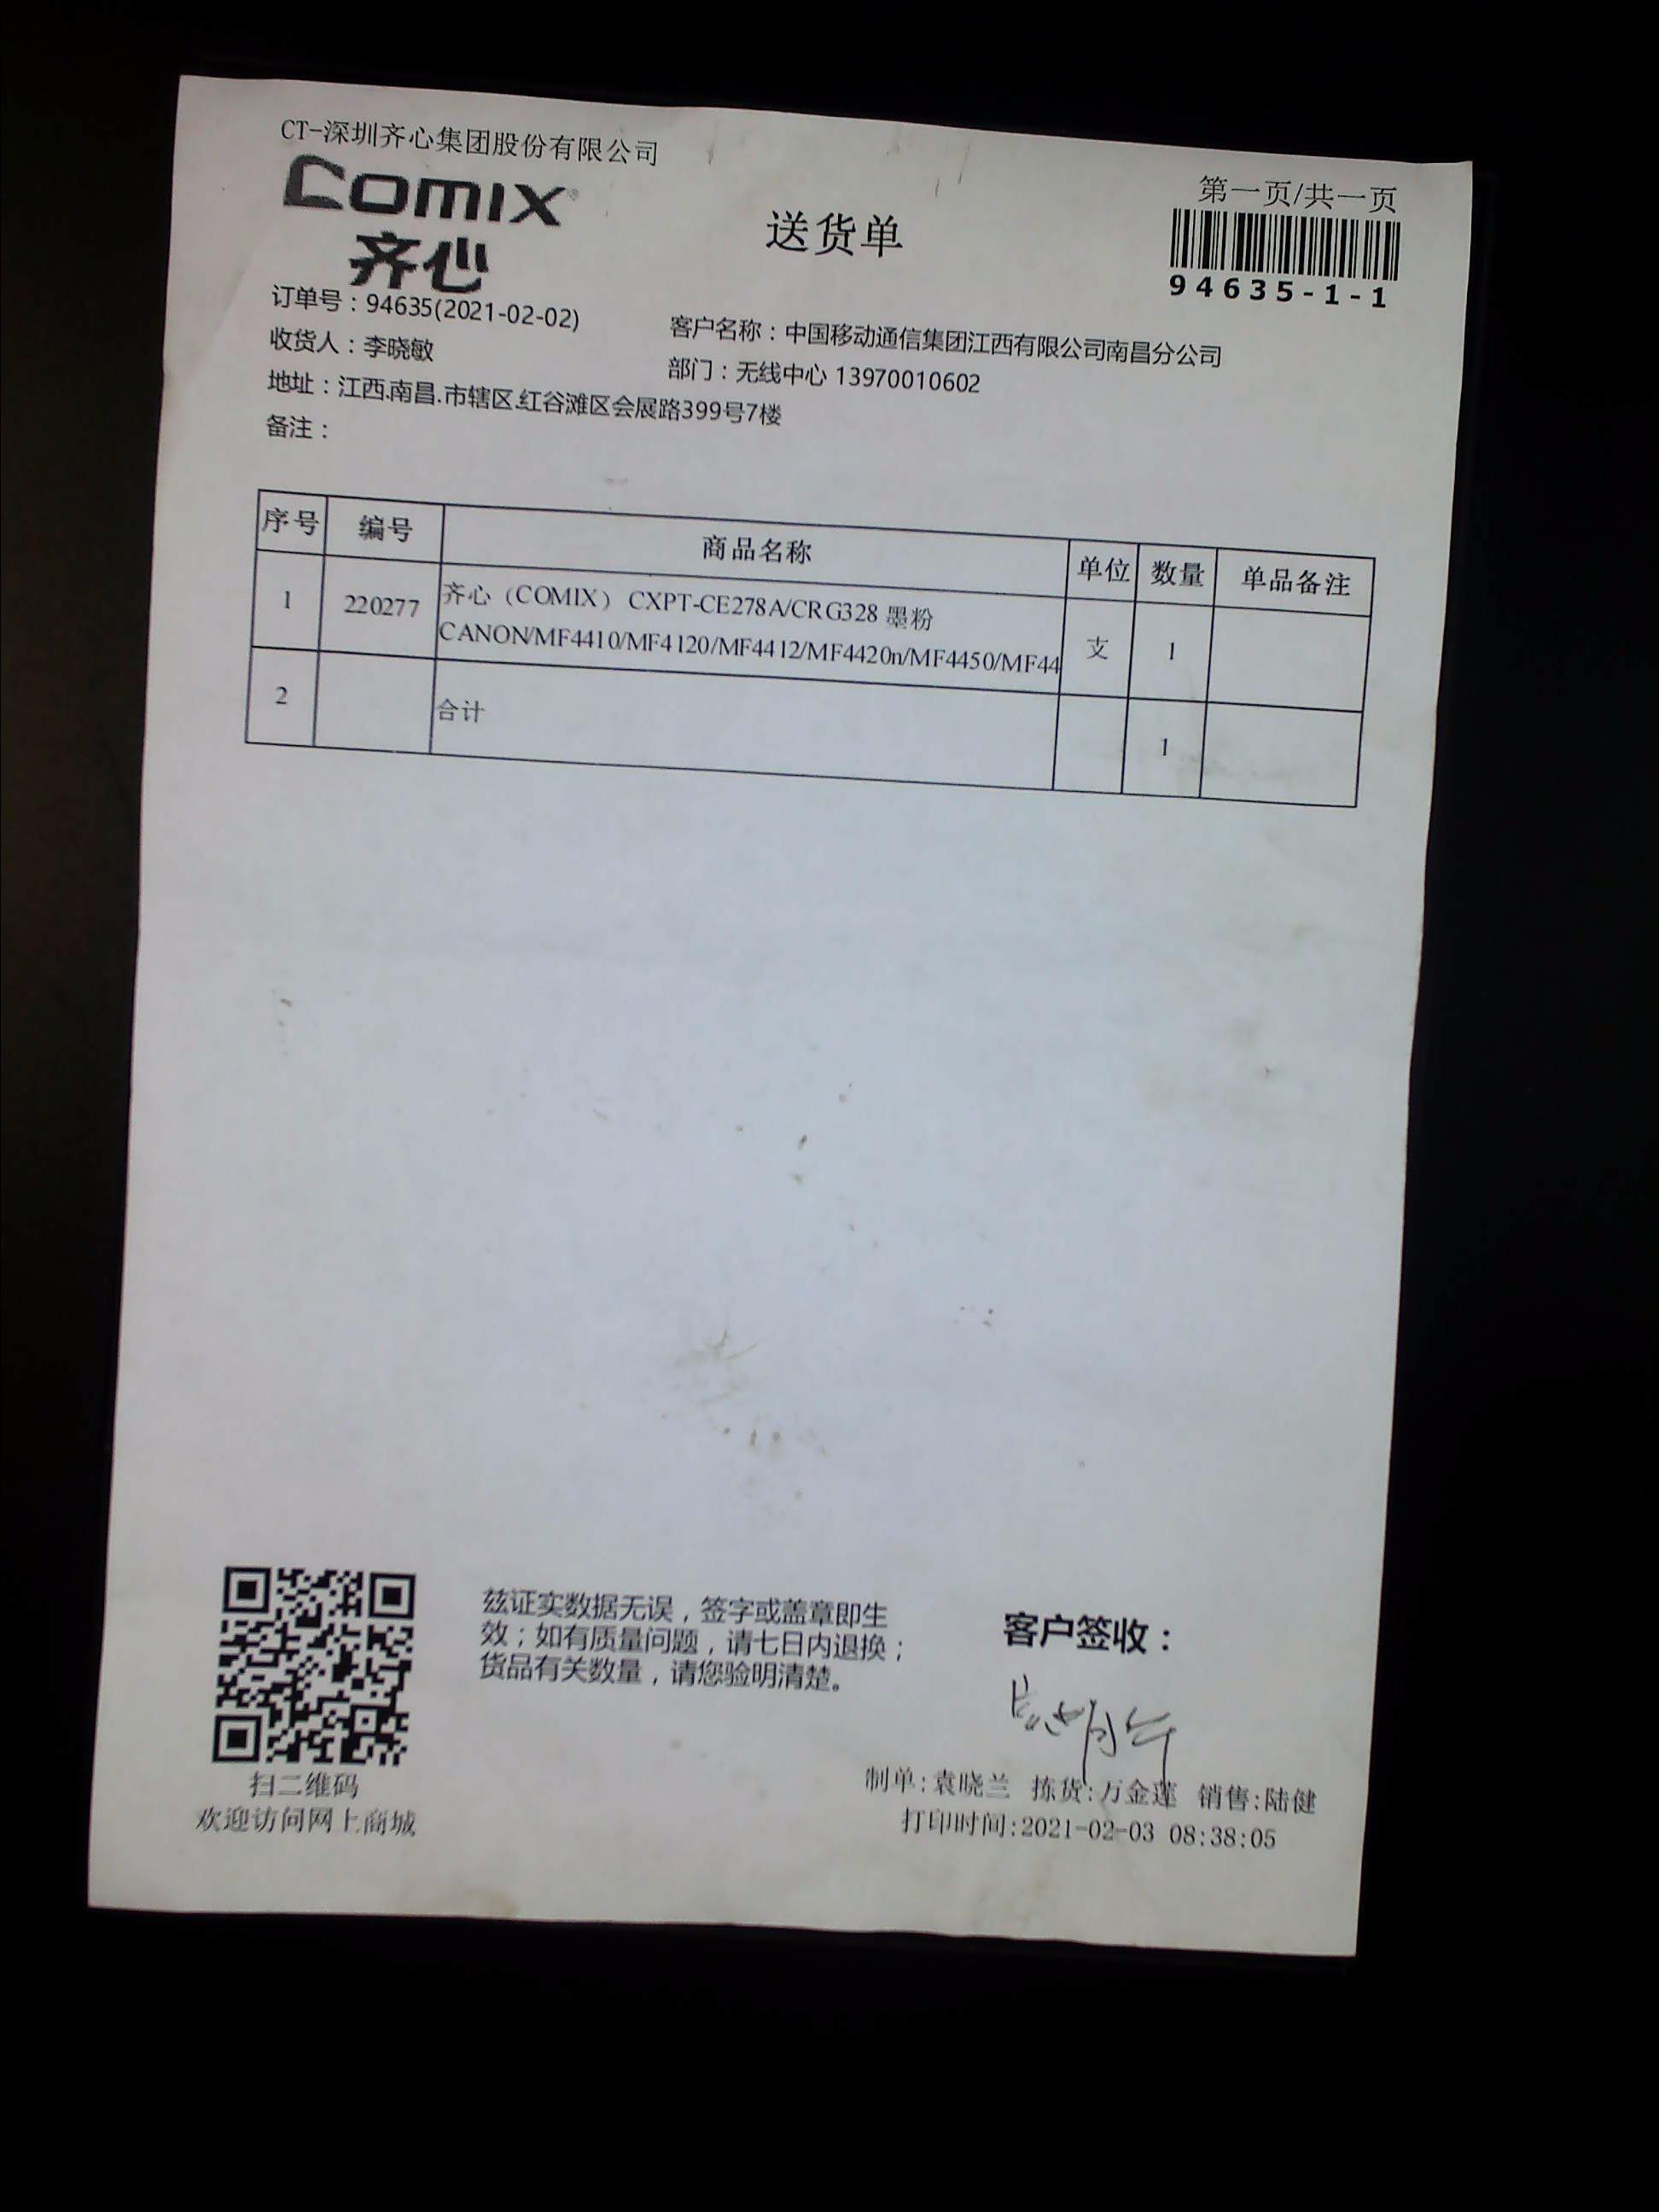 CT-深圳齐心集团股份有限公司
COMIX
齐心
送货单
第一页/共一页
94635-1-1
订单号：94635(2021-02-02)
客户名称：中国移动通信集团江西有限公司南昌分公司
收货人：李晓敏
部门：无线中心 13970010602
地址：江西.南昌.市辖区.红谷滩区会展路399号7楼
备注：
序号 编号 商品名称 单位 数量 单品备注
1 220277 齐心（COMIX） CXPT-CE278A/CRG328 墨粉 支 1
CANON/MF4410/MF4120/MF4412/MF4420n/MF4450/MF44
2 合计 1
兹证实数据无误，签字或盖章即生
效；如有质量问题，请七日内退换；
货品有关数量，请您验明清楚。
客户签收：
扫二维码
欢迎访问网上商城
制单:袁晓兰 拣货:万金莲 销售:陆健
打印时间:2021-02-03 08:38:05